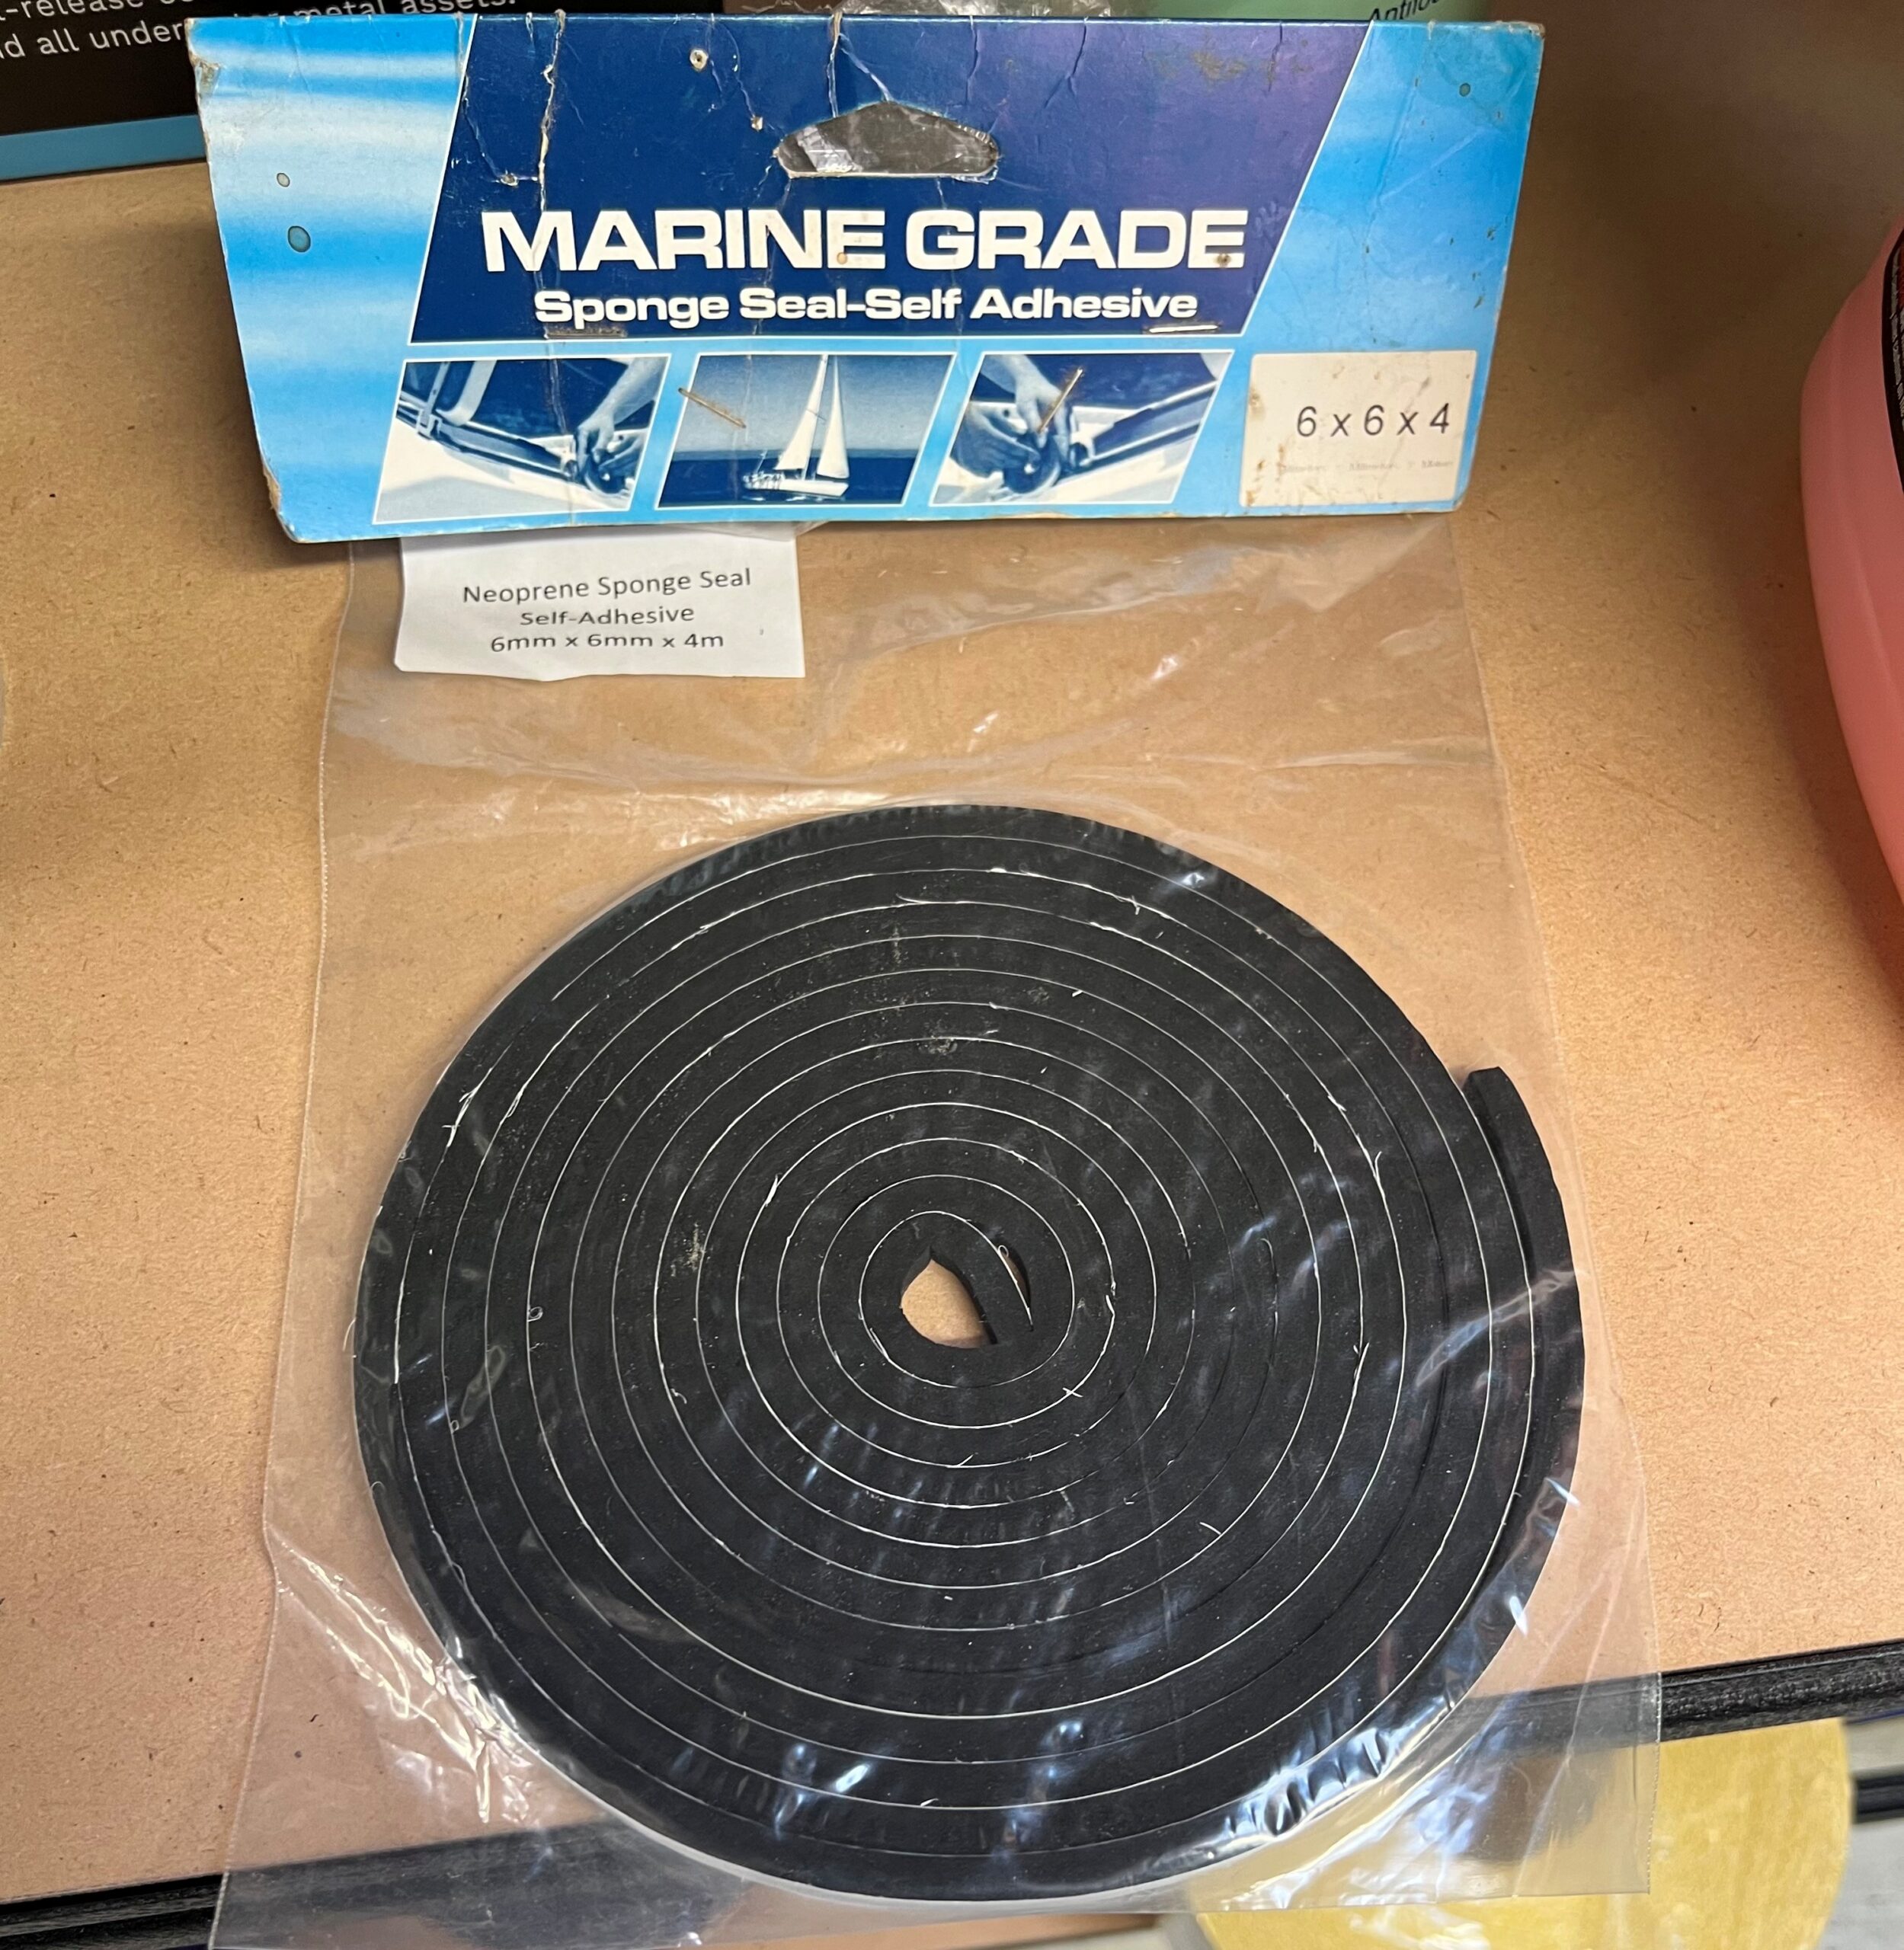 -release
d all under metal assets.
Antifou
MARINE GRADE
Sponge Seal-Self Adhesive
6 x 6 x 4
Neoprene Sponge Seal
Self-Adhesive
6mm x 6mm x 4m